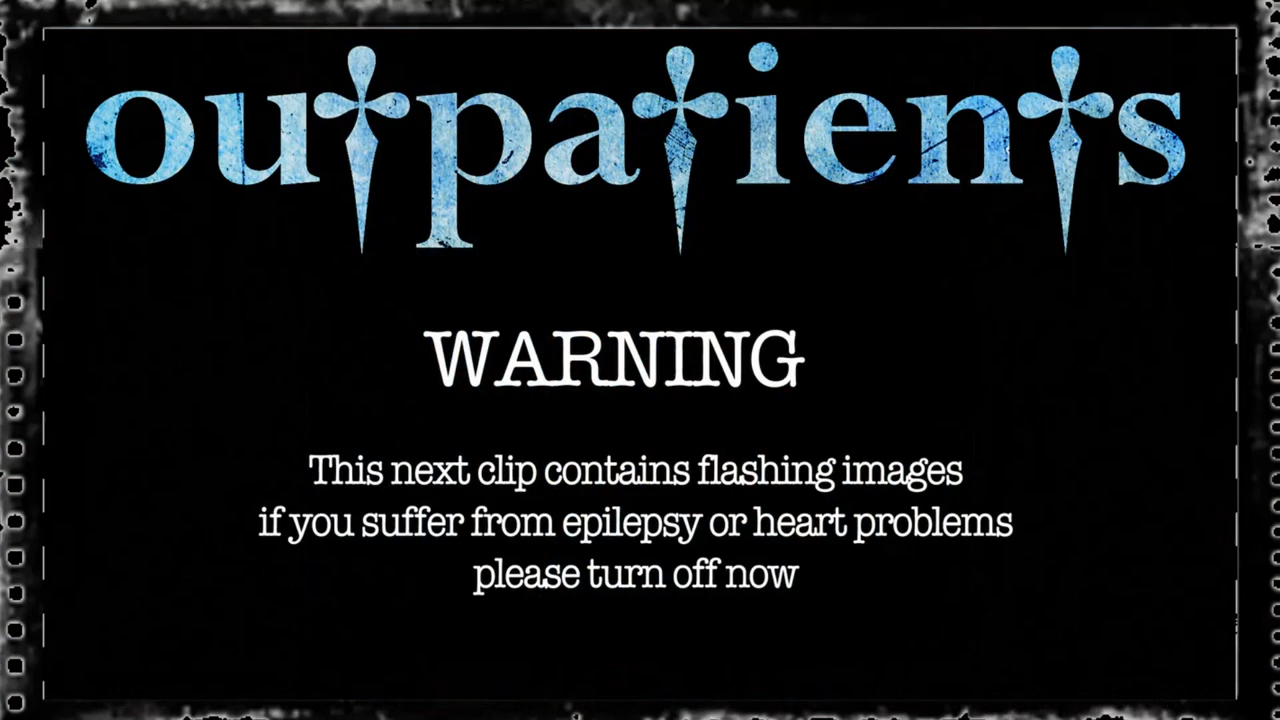 outpatients
WARNING
This next clip contains flashing images
if you suffer from epilepsy or heart problems
please turn off now